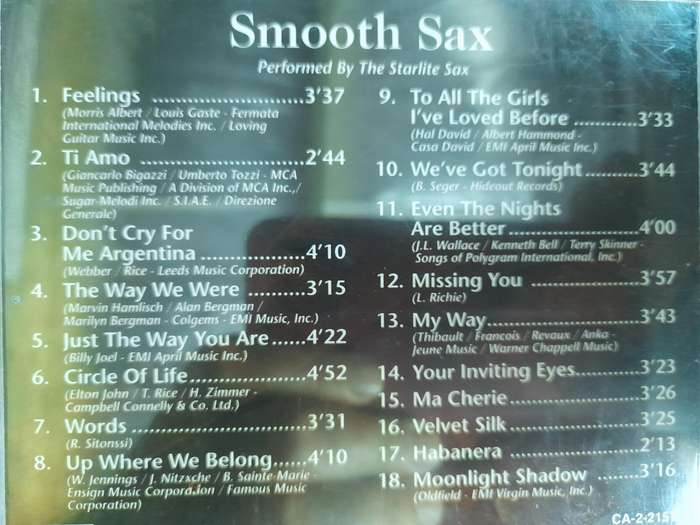 Smooth Sax
Performed By The Starlite Sax
1. Feelings ........................3'37
(Morris Albert / Louis Gaste - Fermata
International Melodies Inc. / Loving
Guitar Music Inc.)
2. Ti Amo ..........................2'44
(Giancarlo Bigazzi / Umberto Tozzi - MCA
Music Publishing / A Division of MCA Inc.,/
Sugar-Melodi Inc. / S.I.A.E. / Direzione
Generale)
3. Don't Cry For
Me Argentina .................4'10
(Webber / Rice - Leeds Music Corporation)
4. The Way We Were ..........3'15
(Marvin Hamlisch / Alan Bergman /
Marilyn Bergman - Colgems - EMI Music, Inc.)
5. Just The Way You Are.......4'22
(Billy Joel - EMI April Music Inc.)
6. Circle Of Life..................4'52
(Elton John / T. Rice / H. Zimmer -
Campbell Connelly & Co. Ltd.)
7. Words ............................3'31
(R. Sitonssi)
8. Up Where We Belong.......4'10
(W. Jennings / J. Nitzxche / B. Sainte-Marie -
Ensign Music Corporation / Famous Music
Corporation)
9. To All The Girls
I've Loved Before ...........3'33
(Hal David / Albert Hammond -
Casa David / EMI April Music Inc.)
10. We've Got Tonight..........3'44
(B. Seger - Hideout Records)
11. Even The Nights
Are Better......................4'00
(J.L. Wallace / Kenneth Bell / Terry Skinner -
Songs of Polygram International, Inc.)
12. Missing You ...................3'57
(L. Richie)
13. My Way.........................3'43
(Thibault / Francois / Revaux / Anka -
Jeune Music / Warner Chappell Music)
14. Your Inviting Eyes..........3'23
15. Ma Cherie .....................3'26
16. Velvet Silk .....................3'25
17. Habanera ......................2'13
18. Moonlight Shadow ........3'16
(Oldfield - EMI Virgin Music, Inc.)
CA-2-215